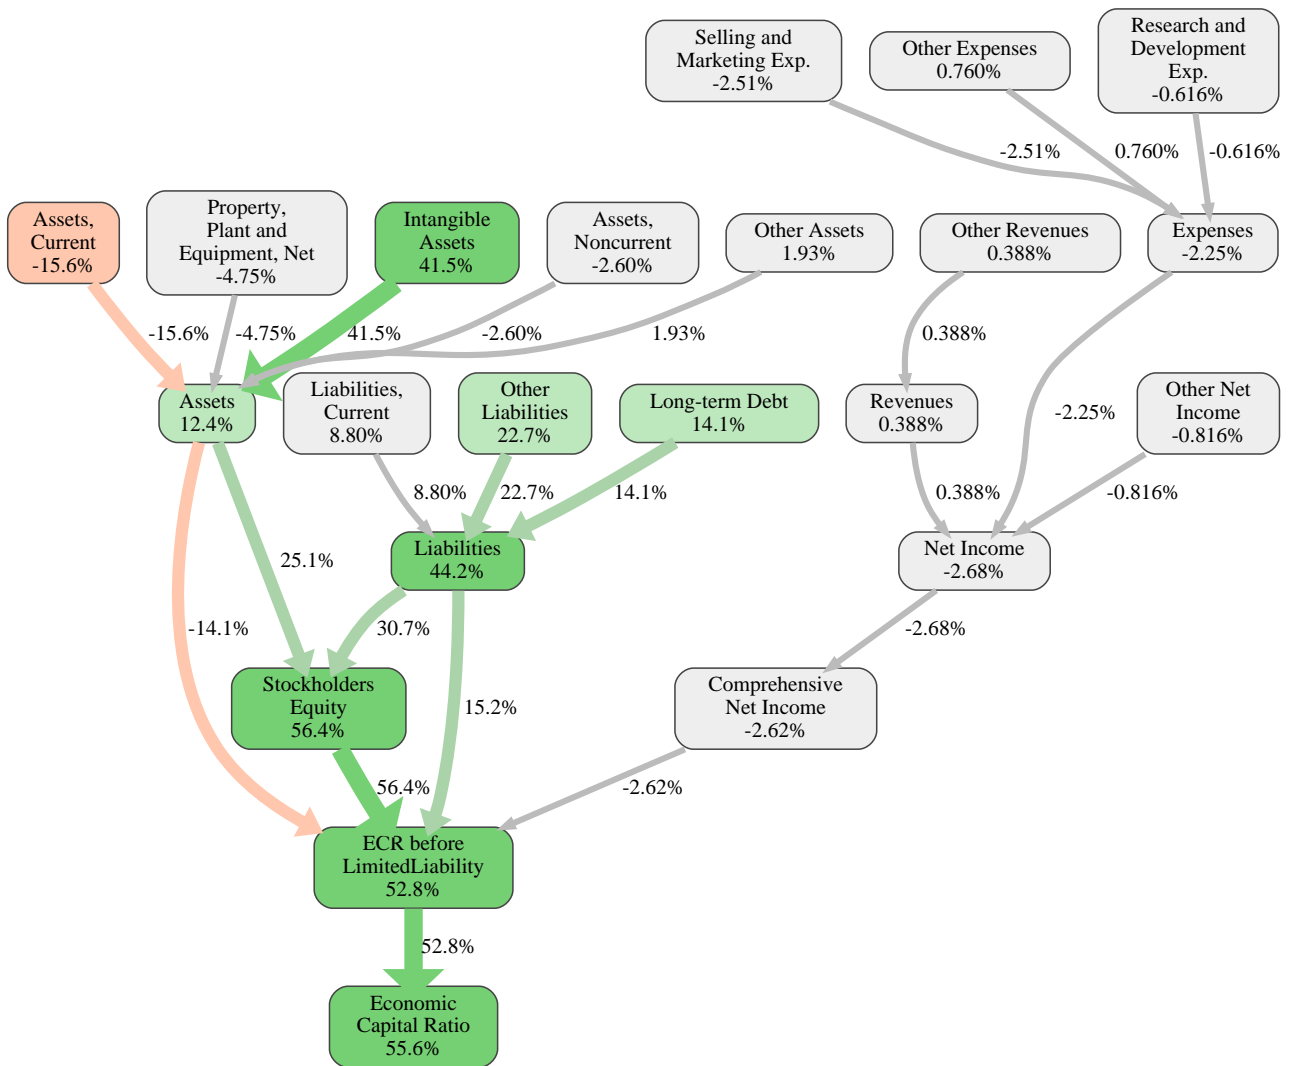 Selling and
Marketing Exp.
-2.51%
Other Expenses
0.760%
Research and
Development
Exp.
-0.616%
-2.51%
0.760%
-0.616%
Assets,
Current
-15.6%
Property,
Plant and
Equipment, Net
-4.75%
Intangible
Assets
41.5%
Assets,
Noncurrent
-2.60%
Other Assets
1.93%
Other Revenues
0.388%
Expenses
-2.25%
-15.6%
-4.75%
41.5%
-2.60%
1.93%
0.388%
-2.25%
Assets
12.4%
Liabilities,
Current
8.80%
Other
Liabilities
22.7%
Long-term Debt
14.1%
Revenues
0.388%
Other Net
Income
-0.816%
8.80%
22.7%
14.1%
0.388%
-0.816%
25.1%
Liabilities
44.2%
Net Income
-2.68%
-14.1%
30.7%
-2.68%
Stockholders
Equity
56.4%
15.2%
Comprehensive
Net Income
-2.62%
56.4%
-2.62%
ECR before
LimitedLiability
52.8%
52.8%
Economic
Capital Ratio
55.6%